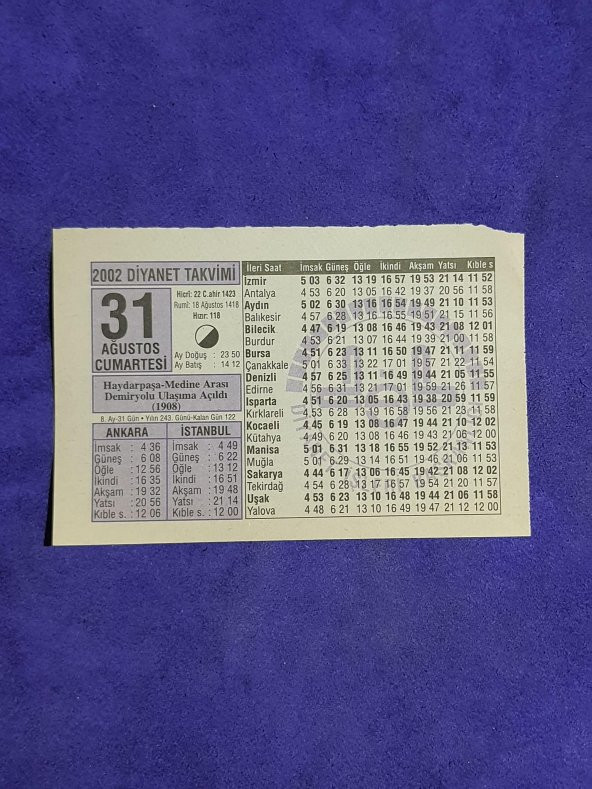 2002 DİYANET TAKVİMİ
31
AĞUSTOS
CUMARTESİ
Hicrî: 22 C.ahir 1423
Rumî: 18 Ağustos 1418
Hızır: 118
Ay Doğuş : 23 50
Ay Batış : 14 12
Haydarpaşa-Medine Arası
Demiryolu Ulaşıma Açıldı
(1908)
8. Ay-31 Gün • Yılın 243. Günü-Kalan Gün 122
ANKARA
İmsak : 4 36
Güneş : 6 08
Öğle : 12 56
İkindi : 16 35
Akşam : 19 32
Yatsı : 20 56
Kıble s. : 12 06
İSTANBUL
İmsak : 4 49
Güneş : 6 22
Öğle : 13 12
İkindi : 16 51
Akşam : 19 48
Yatsı : 21 14
Kıble s. : 12 00
İleri Saat İmsak Güneş Öğle İkindi Akşam Yatsı Kıble s
İzmir 5 03 6 32 13 19 16 57 19 53 21 14 11 52
Antalya 4 53 6 20 13 05 16 42 19 37 20 56 11 58
Aydın 5 02 6 30 13 16 16 54 19 49 21 10 11 53
Balıkesir 4 57 6 28 13 15 16 54 19 50 21 15 11 56
Bilecik 4 47 6 19 13 08 16 46 19 43 21 08 12 01
Burdur 4 53 6 21 13 07 16 44 19 40 21 00
Bursa 4 51 6 23 13 11 16 50 19 47 21 11 11 59
Çanakkale 5 01 6 33 13 22 17 01 19 57 21 22 11 54
Denizli 4 57 6 25 13 11 16 49 19 44 21 05 11 55
Edirne 4 56 6 31 13 21 17 01 19 59 21 26 11 57
Isparta 4 51 6 20 13 05 16 43 19 38 20 59 11 59
Kırklareli 4 53 6 28 13 18 16 58 19 56 21 24 11 58
Kocaeli 4 45 6 19 13 08 16 47 19 45 21 10 12 02
Kütahya 4 49 6 20 13 07 16 45 19 43 21 06 12 00
Manisa 5 01 6 31 13 18 16 55 19 52 21 13 11 53
Muğla 5 01 6 29 13 14 16 51 19 46 21 06 11 53
Sakarya 4 44 6 17 13 06 16 45 19 42 21 08 12 02
Tekirdağ 4 54 6 28 13 17 16 57 19 54 21 20 11 57
Uşak 4 53 6 23 13 10 16 48 19 44 21 06 11 58
Yalova 4 48 6 21 13 10 16 49 19 47 21 12 12 00